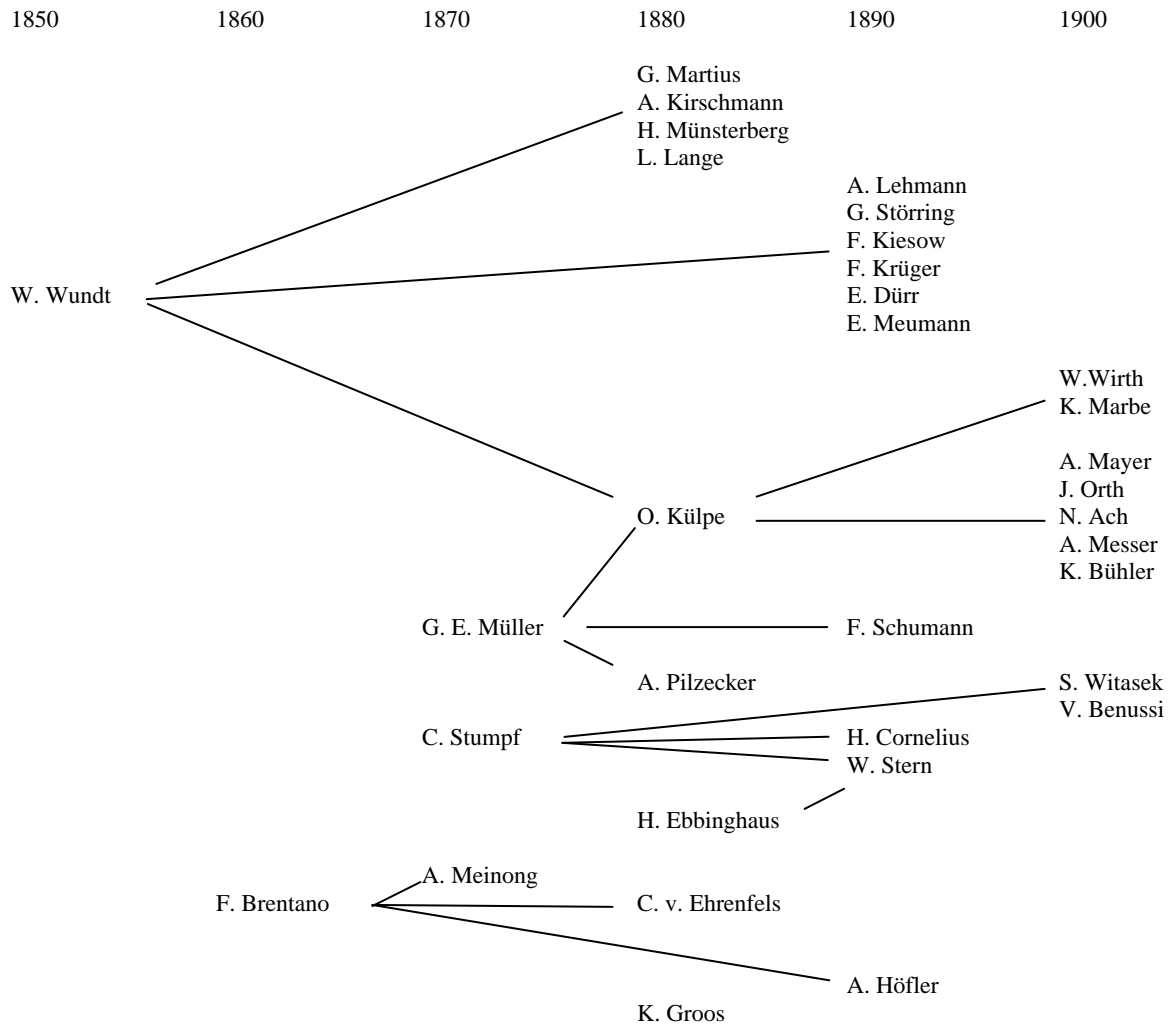 1850 1860 1870 1880 1890 1900
G. Martius
A. Kirschmann
H. Münsterberg
L. Lange
A. Lehmann
G. Störring
F. Kiesow
F. Krüger
W. Wundt E. Dürr
E. Meumann
W.Wirth
K. Marbe
A. Mayer
J. Orth
O. Külpe N. Ach
A. Messer
K. Bühler
G. E. Müller F. Schumann
A. Pilzecker S. Witasek
V. Benussi
C. Stumpf H. Cornelius
W. Stern
H. Ebbinghaus
A. Meinong
F. Brentano C. v. Ehrenfels
A. Höfler
K. Groos